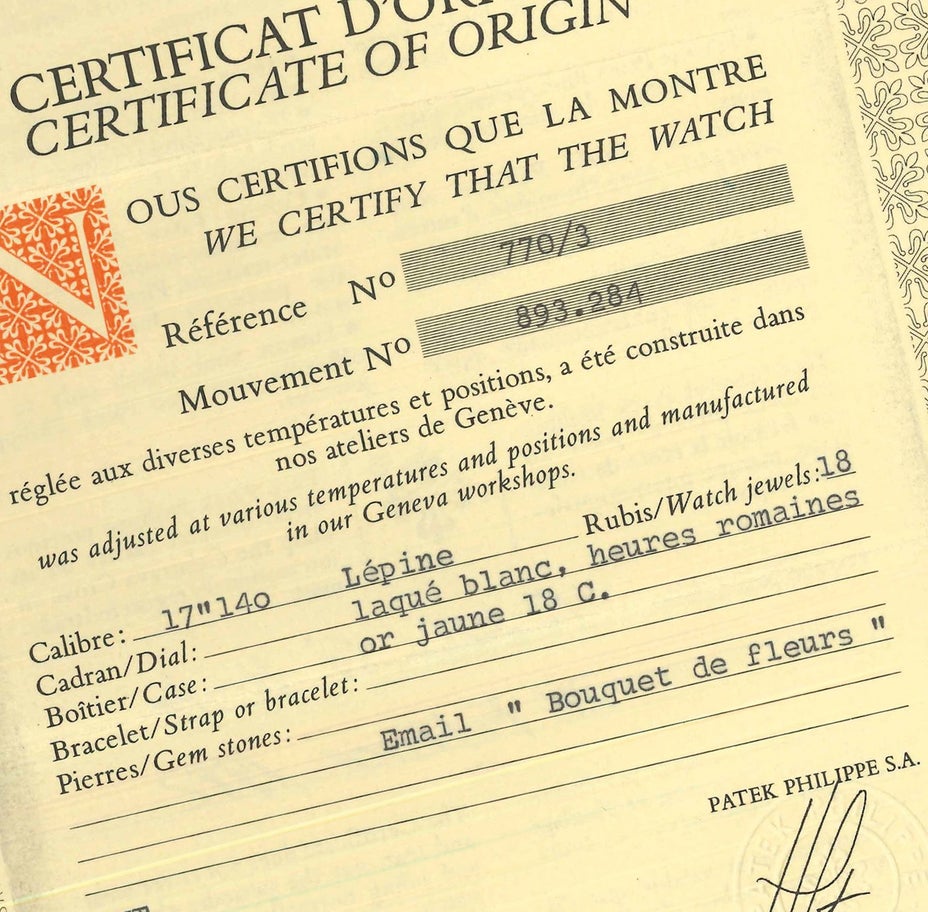 CERTIFICAT D'OR
CERTIFICATE OF ORIGIN
NOUS CERTIFIONS QUE LA MONTRE
WE CERTIFY THAT THE WATCH
Référence No 770/3
Mouvement No 893.284
réglée aux diverses températures et positions, a été construite dans
nos ateliers de Genève.
was adjusted at various temperatures and positions and manufactured
in our Geneva workshops.
Rubis/Watch jewels: 18
Calibre: 17"140 Lépine
Cadran/Dial: laqué blanc, heures romaines
Boîtier/Case: or jaune 18 C.
Bracelet/Strap or bracelet:
Pierres/Gem stones:
Email " Bouquet de fleurs "
PATEK PHILIPPE S.A.